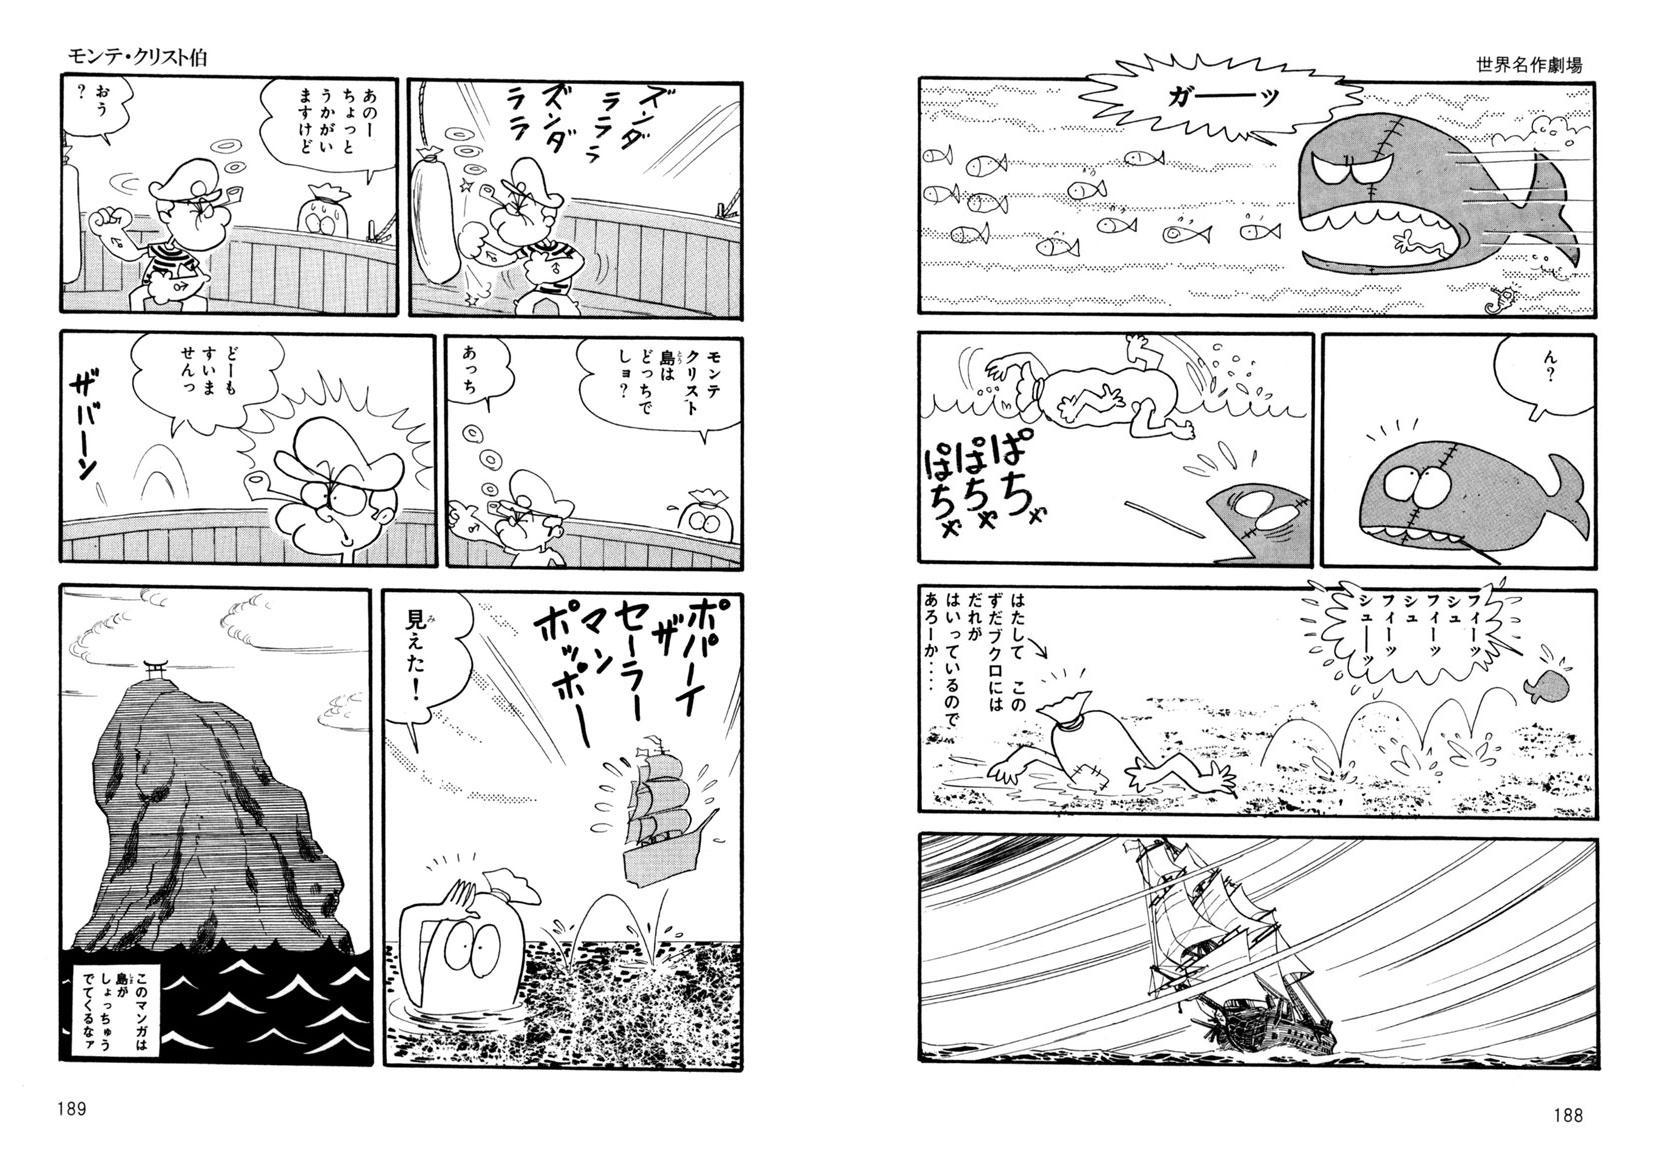 世界名作劇場
ガーーッ
ん?
ぱちゃ
ぱちゃ
ぱちゃ
フィーッ
シュ
フィーッ
シュ
フィーッ
シューッ
はたして この
ずだブクロには
だれが
はいっているので
あろーか‥‥
188
モンテ・クリスト伯
ズンダ
ラララ
ズンダ
ララ
あのー
ちょっと
うかがい
ますけど
おう
?
モンテ
クリスト
島は
どっちで
しョ?
あっち
どーも
すいま
せんっ
ザバーン
ポパーイ
ザ
セーラー
マン
ポッポー
見えた!
このマンガは
島が
しょっちゅう
でてくるなァ
189